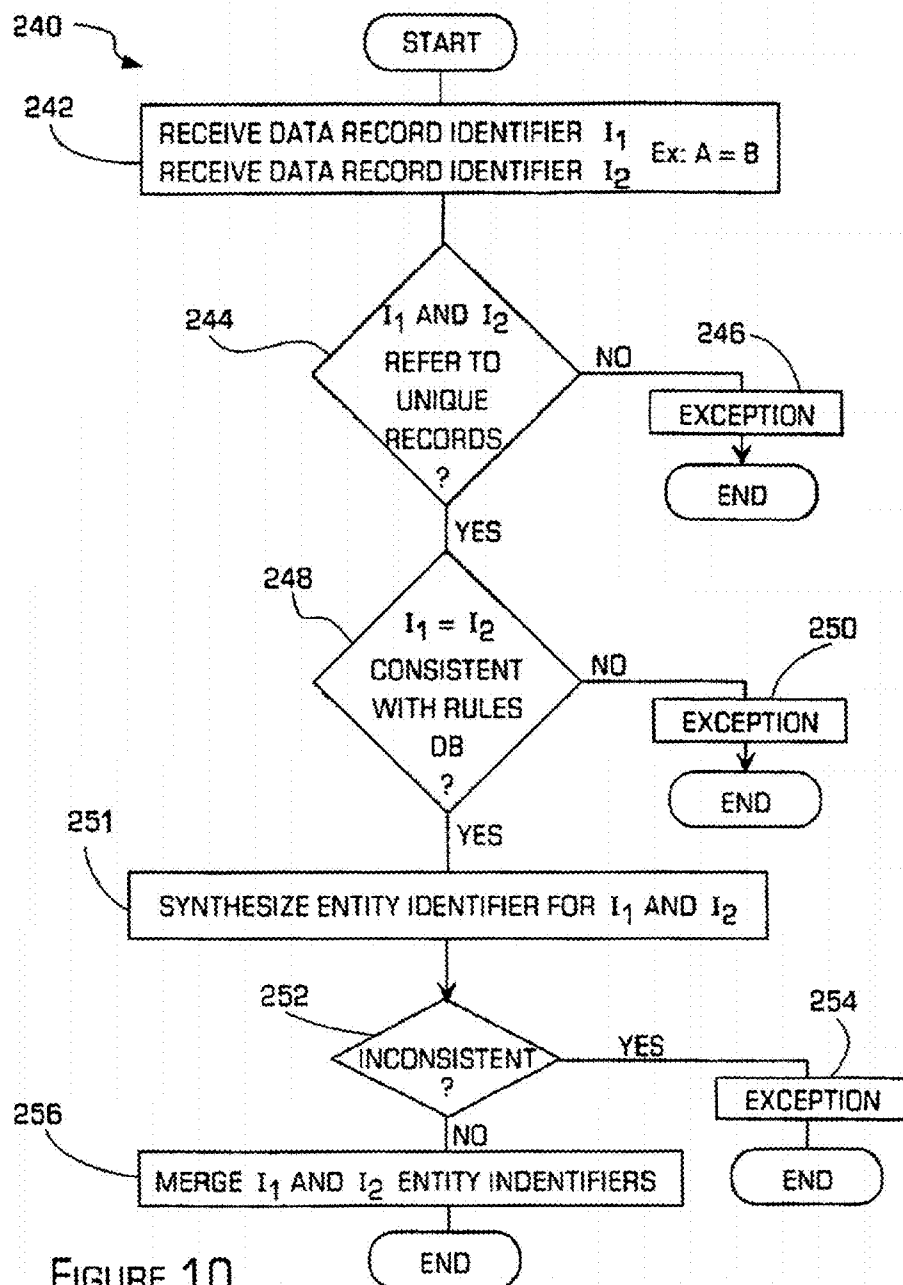 240
START
242
RECEIVE DATA RECORD IDENTIFIER I1
RECEIVE DATA RECORD IDENTIFIER I2
Ex: A = B
244
I1 AND I2
REFER TO
UNIQUE
RECORDS
?
NO
246
EXCEPTION
END
YES
248
I1 = I2
CONSISTENT
WITH RULES
DB
?
NO
250
EXCEPTION
END
YES
251
SYNTHESIZE ENTITY IDENTIFIER FOR I1 AND I2
252
INCONSISTENT
?
YES
254
EXCEPTION
END
NO
256
MERGE I1 AND I2 ENTITY INDENTIFIERS
END
FIGURE 10